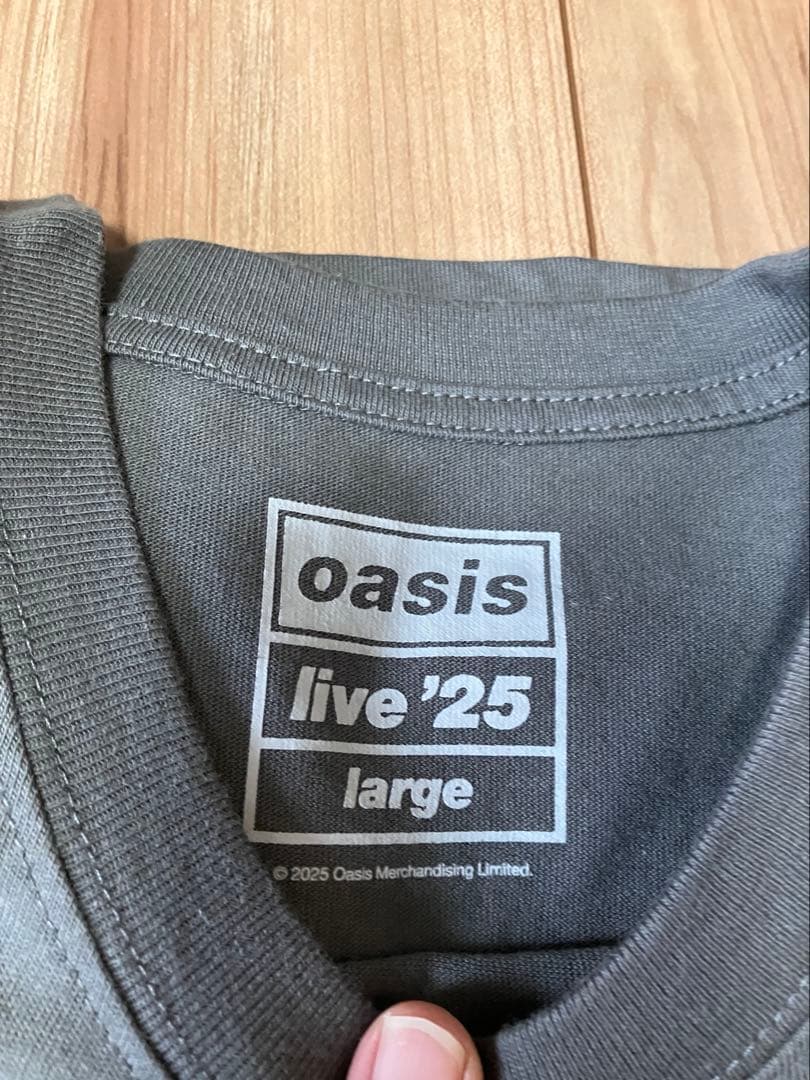 oasis
live ’25
large
© 2025 Oasis Merchandising Limited.